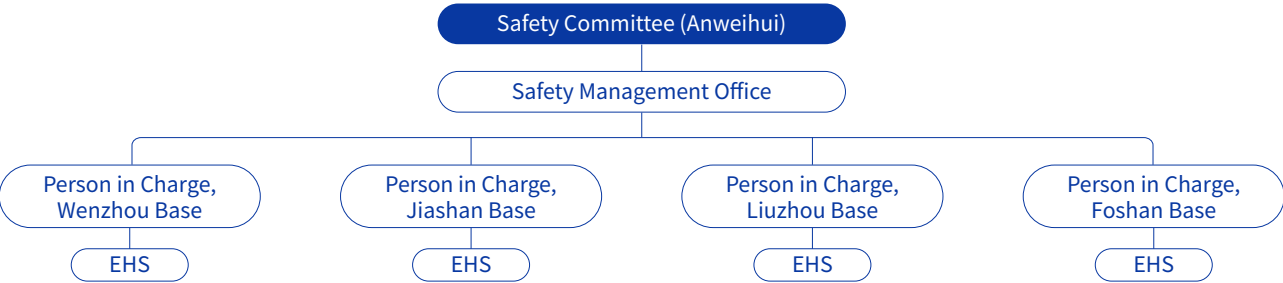 Safety Committee (Anweihui)
Safety Management Office
Person in Charge,
Wenzhou Base
Person in Charge,
Jiashan Base
Person in Charge,
Liuzhou Base
Person in Charge,
Foshan Base
EHS
EHS
EHS
EHS